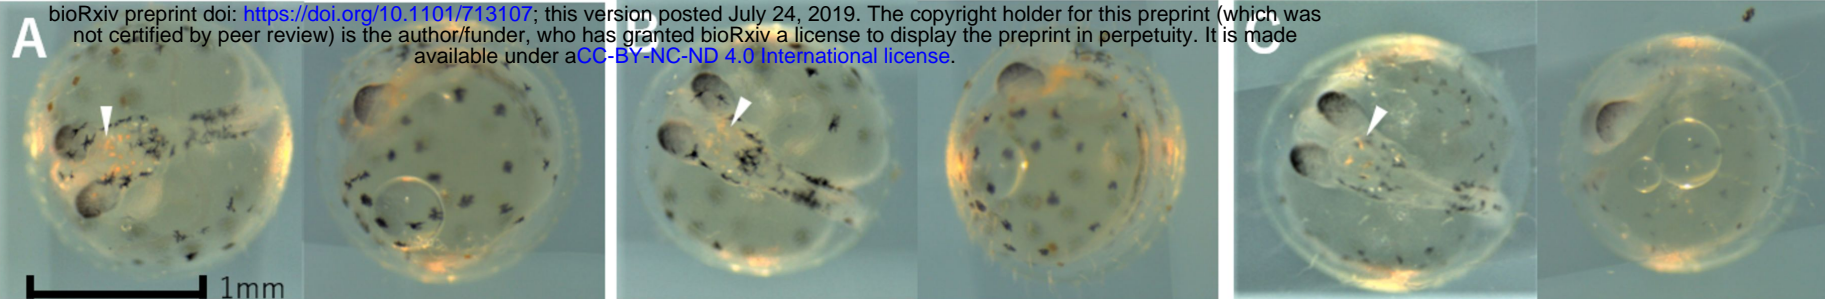 bioRxiv preprint doi: https://doi.org/10.1101/713107; this version posted July 24, 2019. The copyright holder for this preprint (which was
not certified by peer review) is the author/funder, who has granted bioRxiv a license to display the preprint in perpetuity. It is made
available under aCC-BY-NC-ND 4.0 International license.
A
B
C
1mm